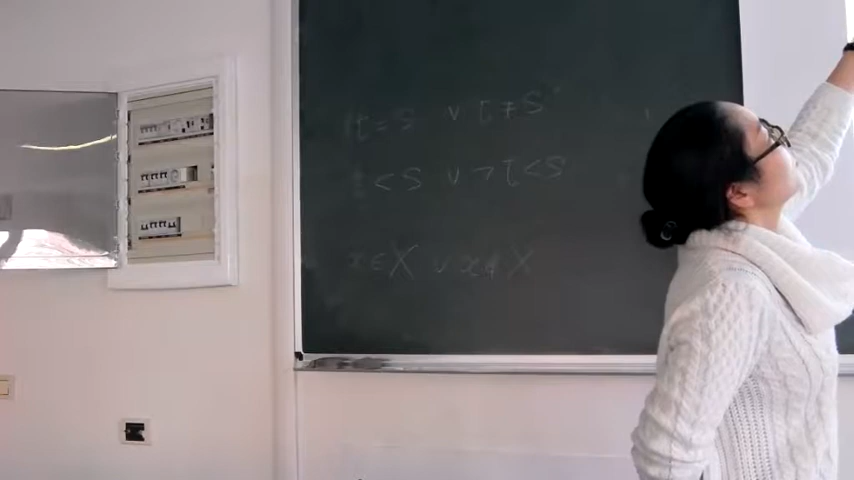 t = s ∨ t ≠ s
t < s ∨ ¬ t < s
x ∈ X ∨ x ∉ X